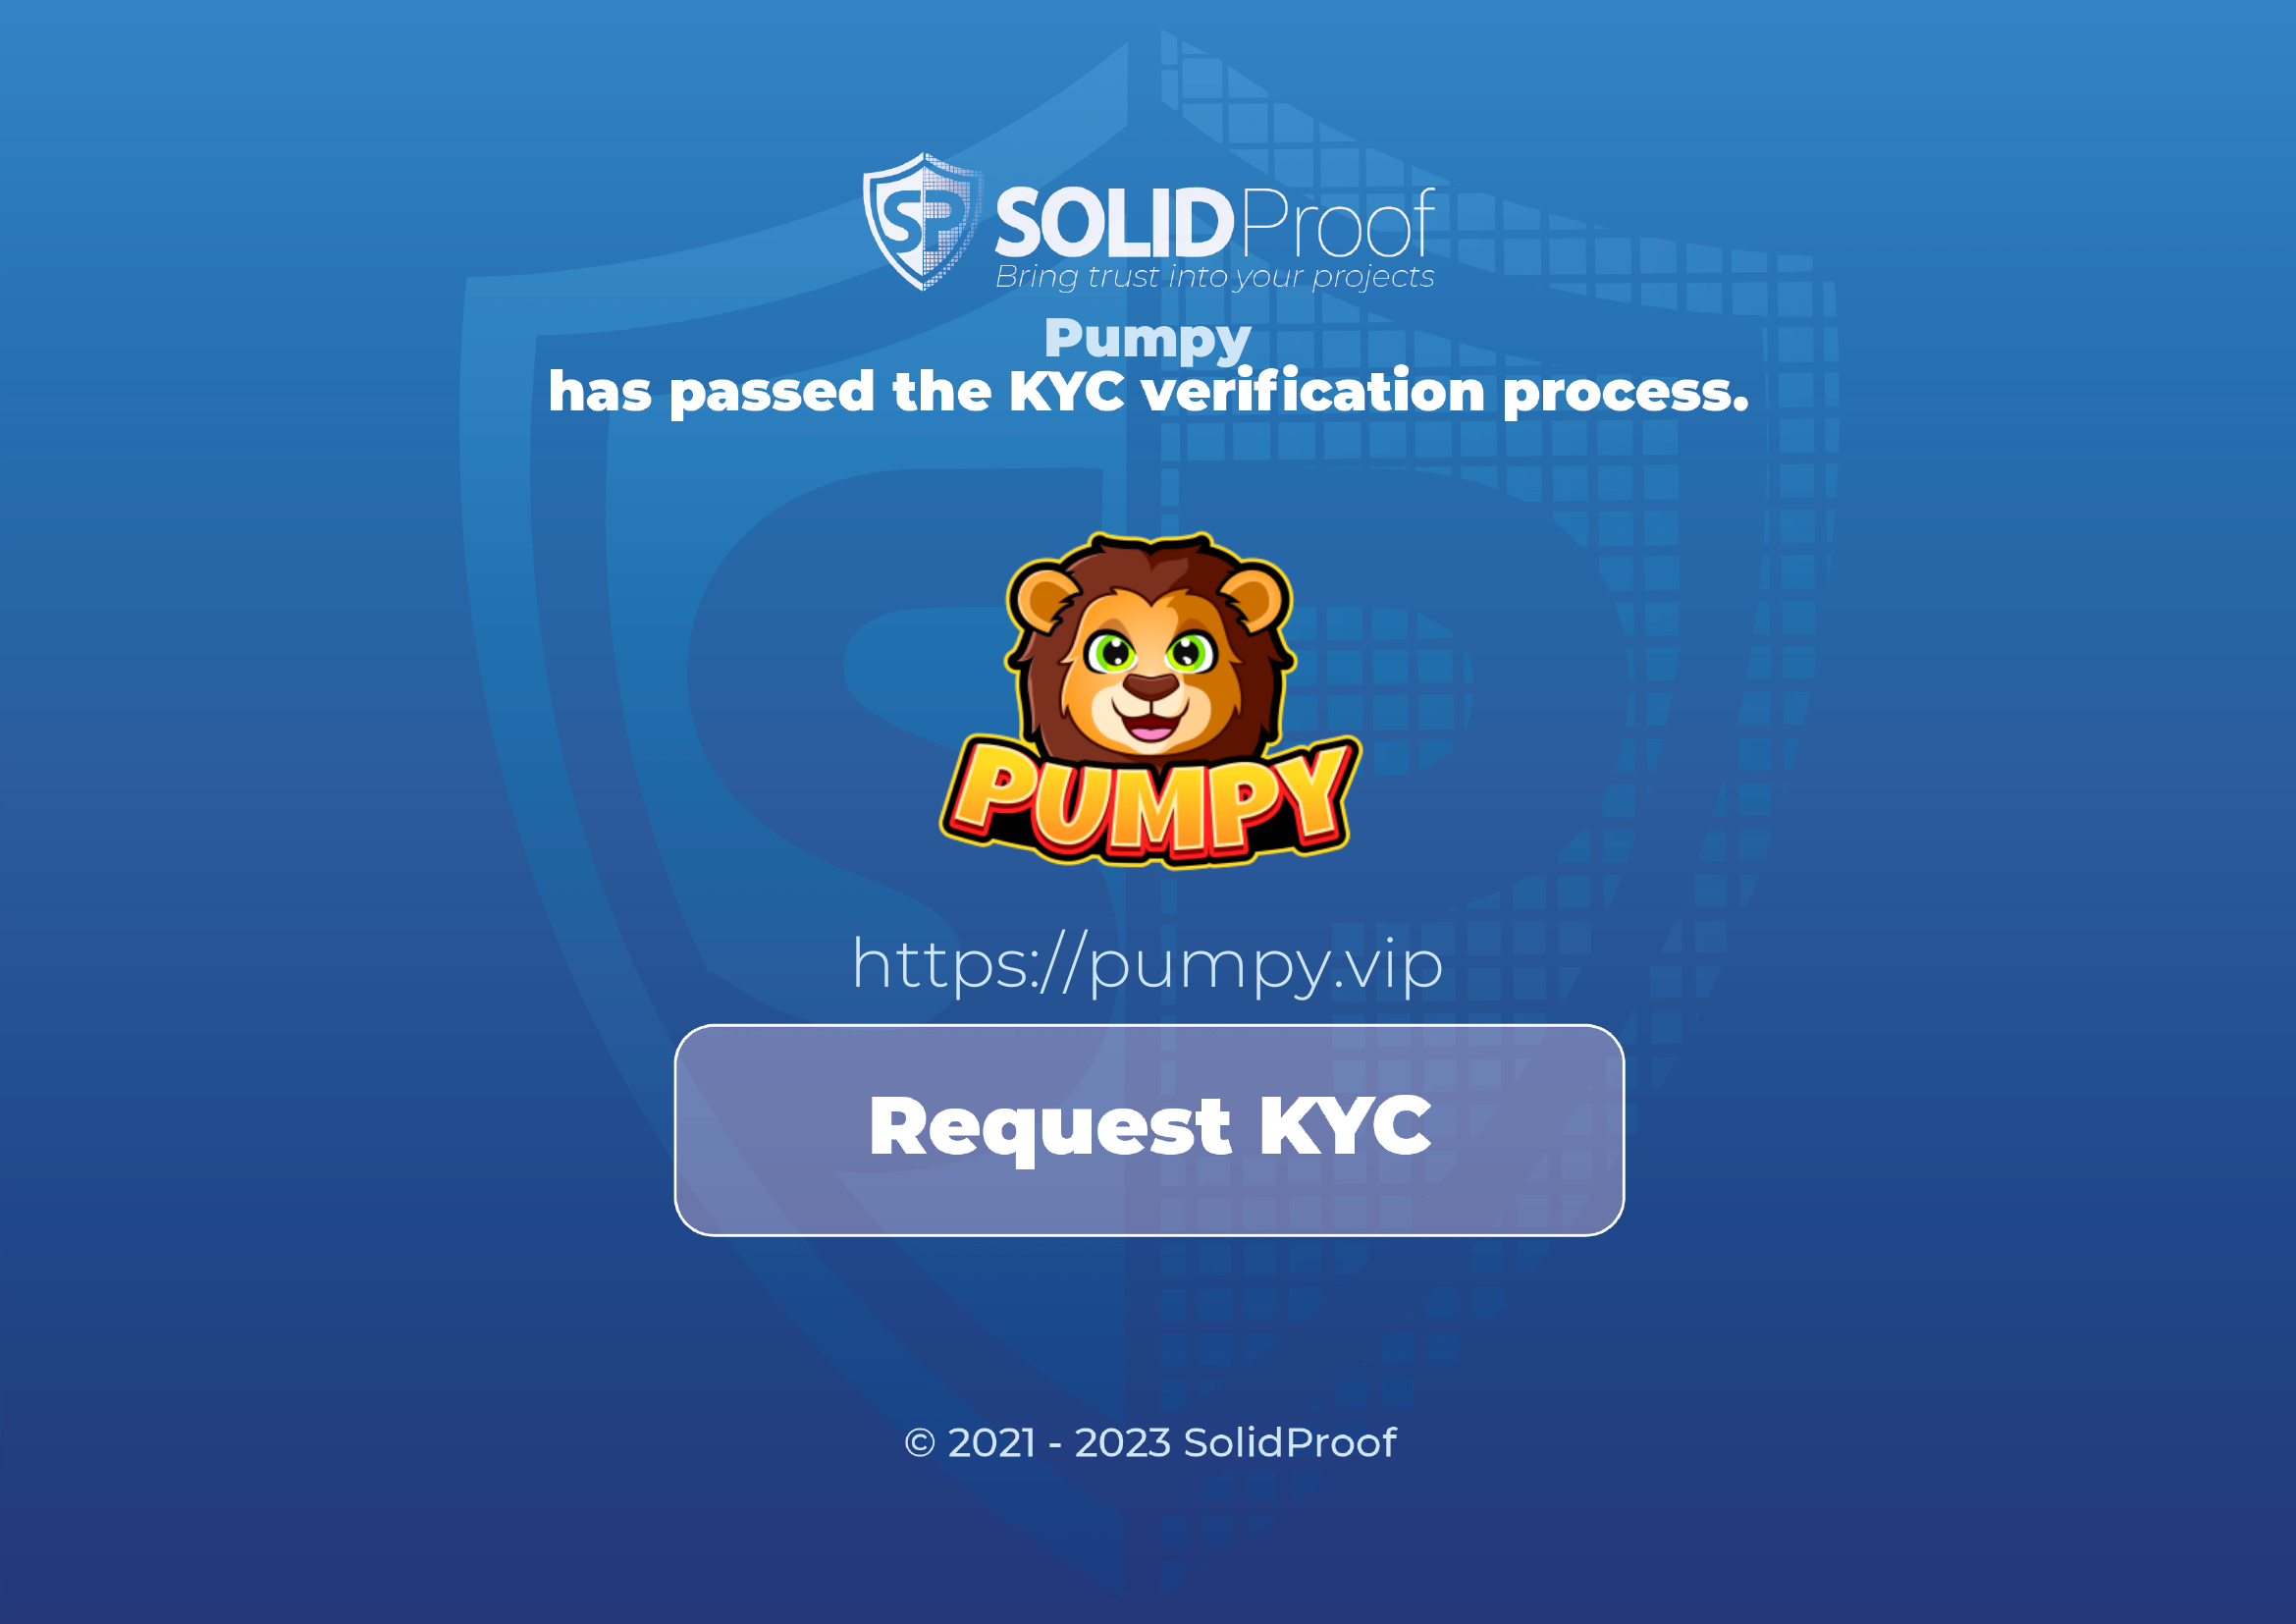 SP SOLIDProof
Bring trust into your projects
Pumpy
has passed the KYC verification process.
PUMPY
https://pumpy.vip
Request KYC
© 2021 - 2023 SolidProof